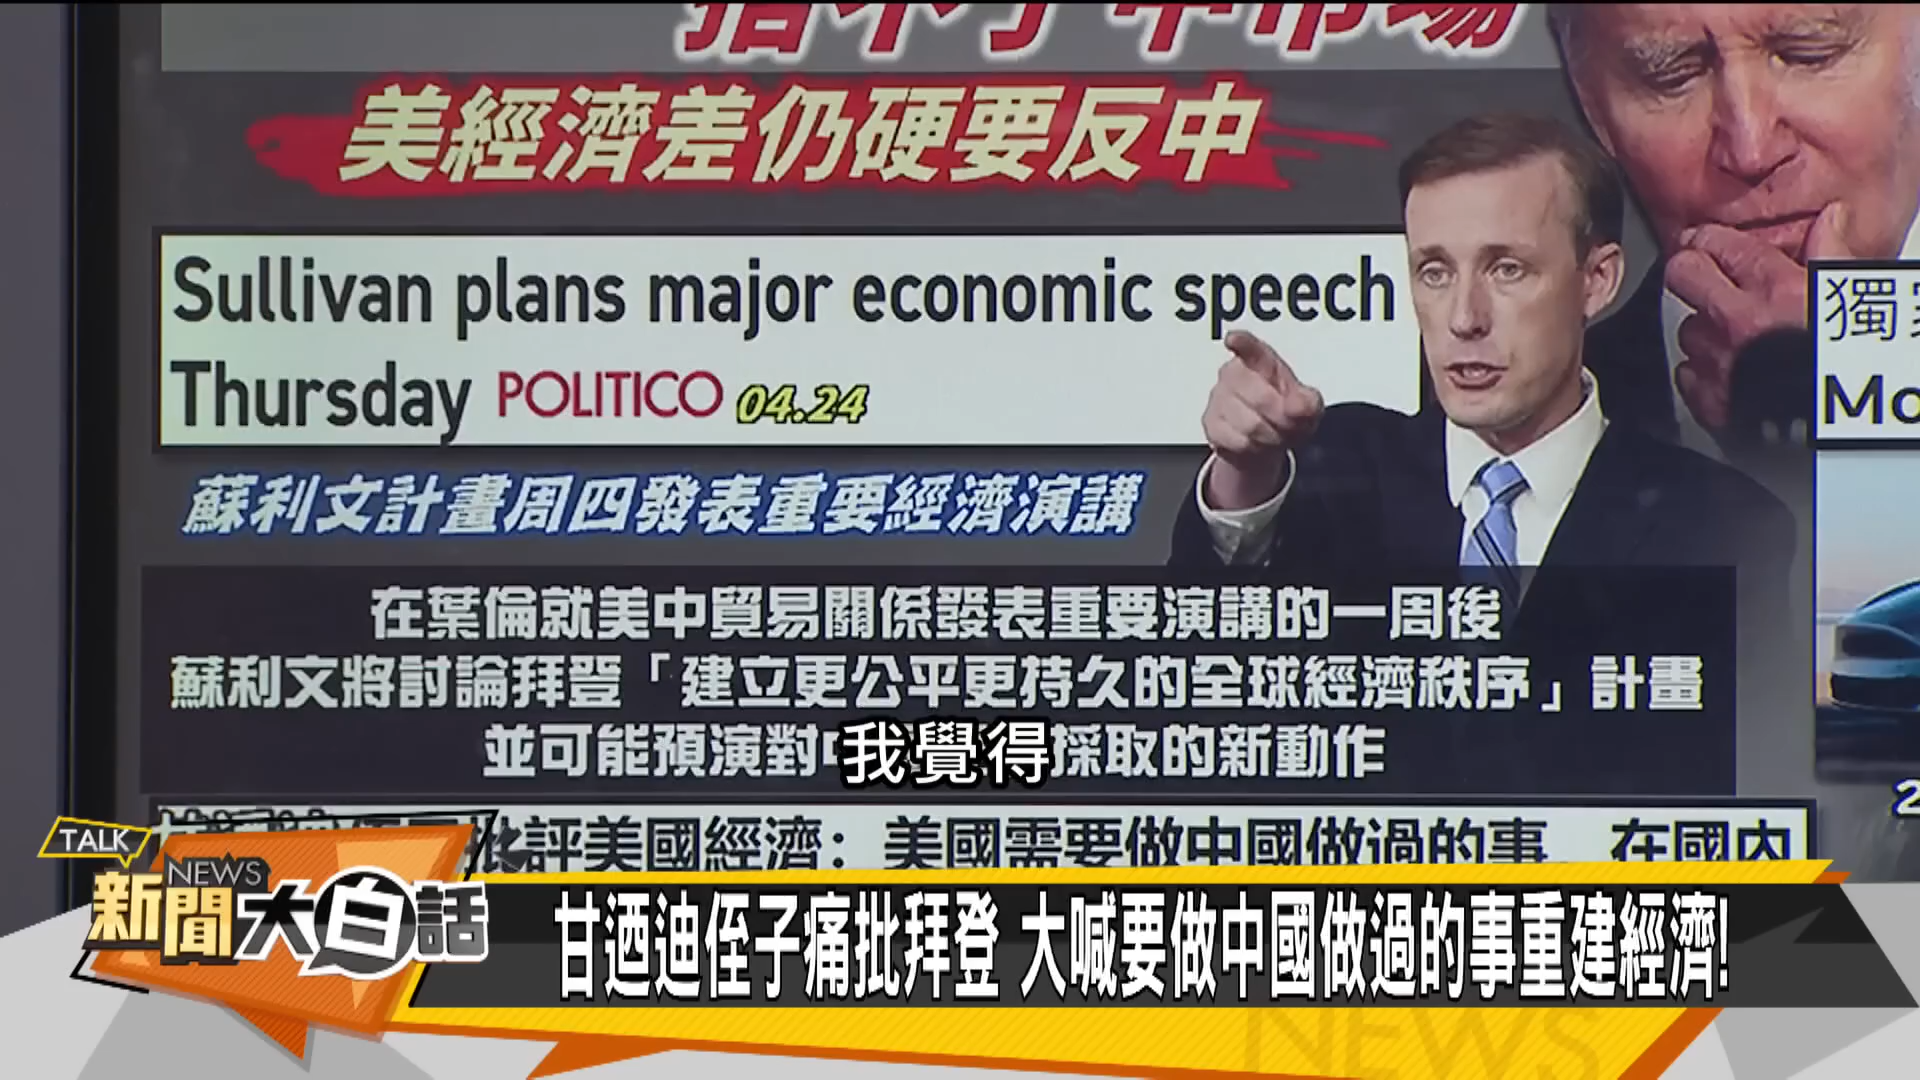 美經濟差仍硬要反中
Sullivan plans major economic speech
Thursday POLITICO 04.24
獨
Mo
蘇利文計畫周四發表重要經濟演講
在葉倫就美中貿易關係發表重要演講的一周後
蘇利文將討論拜登「建立更公平更持久的全球經濟秩序」計畫
並可能預演對 採取的新動作
我覺得
批評美國經濟：美國需要做中國做過的事 在國內
TALK
NEWS
新聞大白話
甘迺迪侄子痛批拜登 大喊要做中國做過的事重建經濟!
NEWS